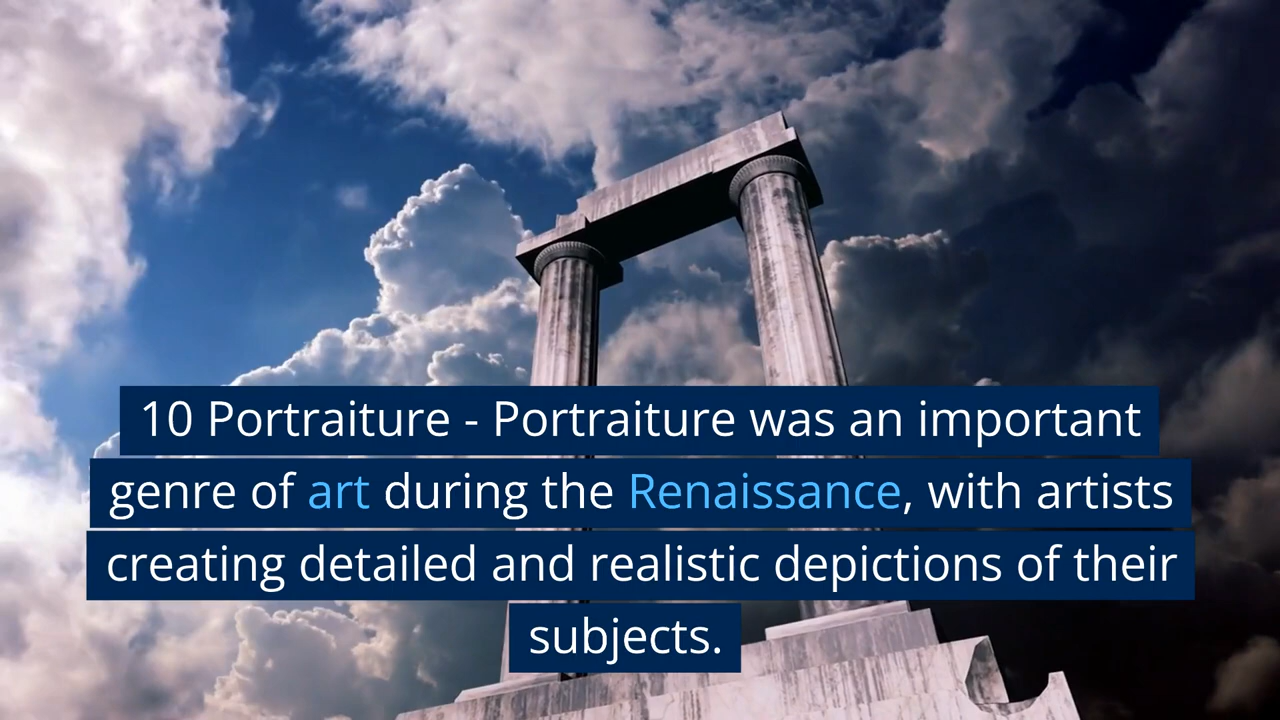 10 Portraiture - Portraiture was an important
genre of art during the Renaissance, with artists
creating detailed and realistic depictions of their
subjects.